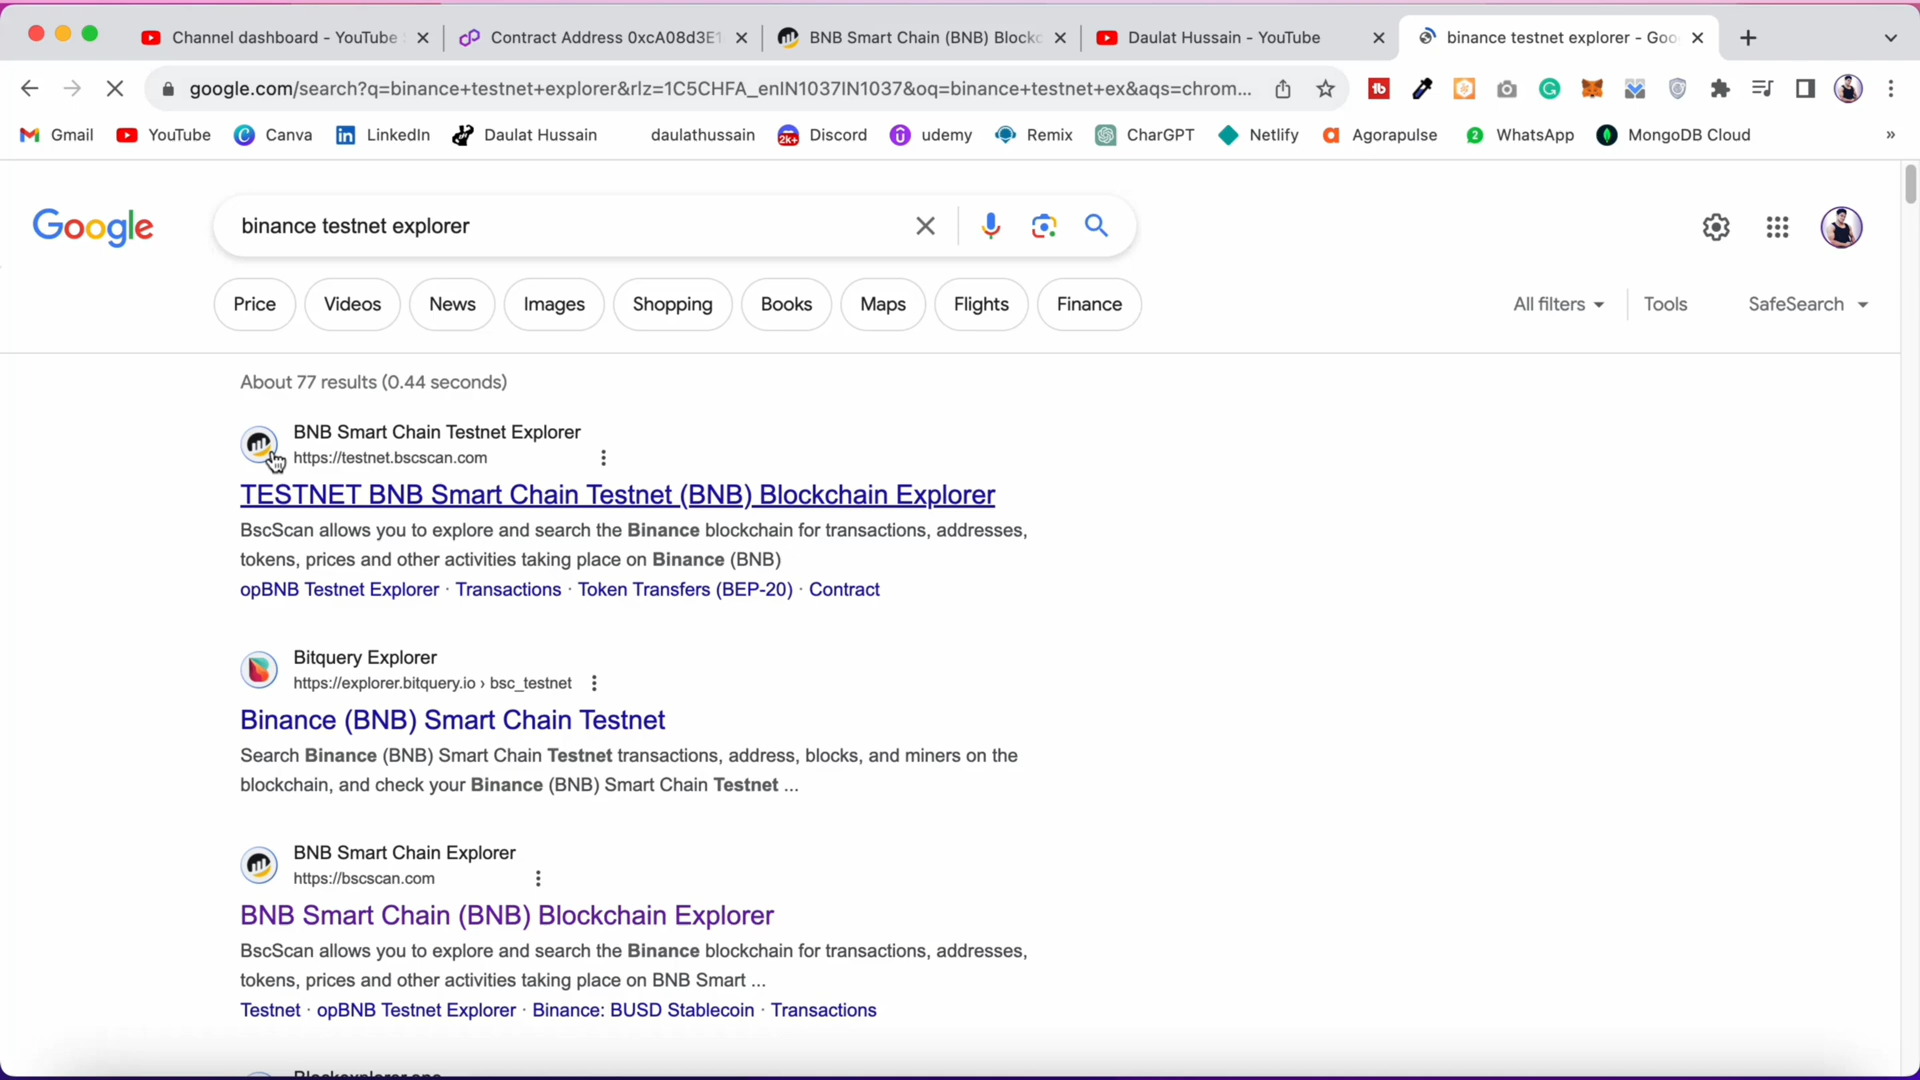 Channel dashboard - YouTube
Contract Address 0xcA08d3E1
BNB Smart Chain (BNB) Blockc
Daulat Hussain - YouTube
binance testnet explorer - Goo
google.com/search?q=binance+testnet+explorer&rlz=1C5CHFA_enIN1037IN1037&oq=binance+testnet+ex&aqs=chrom...
Gmail
YouTube
Canva
LinkedIn
Daulat Hussain
daulathussain
2K+
Discord
udemy
Remix
CharGPT
Netlify
Agorapulse
2
WhatsApp
MongoDB Cloud
»
Google
binance testnet explorer
Price
Videos
News
Images
Shopping
Books
Maps
Flights
Finance
All filters
Tools
SafeSearch
About 77 results (0.44 seconds)
BNB Smart Chain Testnet Explorer
https://testnet.bscscan.com
TESTNET BNB Smart Chain Testnet (BNB) Blockchain Explorer
BscScan allows you to explore and search the Binance blockchain for transactions, addresses,
tokens, prices and other activities taking place on Binance (BNB)
opBNB Testnet Explorer · Transactions · Token Transfers (BEP-20) · Contract
Bitquery Explorer
https://explorer.bitquery.io › bsc_testnet
Binance (BNB) Smart Chain Testnet
Search Binance (BNB) Smart Chain Testnet transactions, address, blocks, and miners on the
blockchain, and check your Binance (BNB) Smart Chain Testnet ...
BNB Smart Chain Explorer
https://bscscan.com
BNB Smart Chain (BNB) Blockchain Explorer
BscScan allows you to explore and search the Binance blockchain for transactions, addresses,
tokens, prices and other activities taking place on BNB Smart ...
Testnet · opBNB Testnet Explorer · Binance: BUSD Stablecoin · Transactions